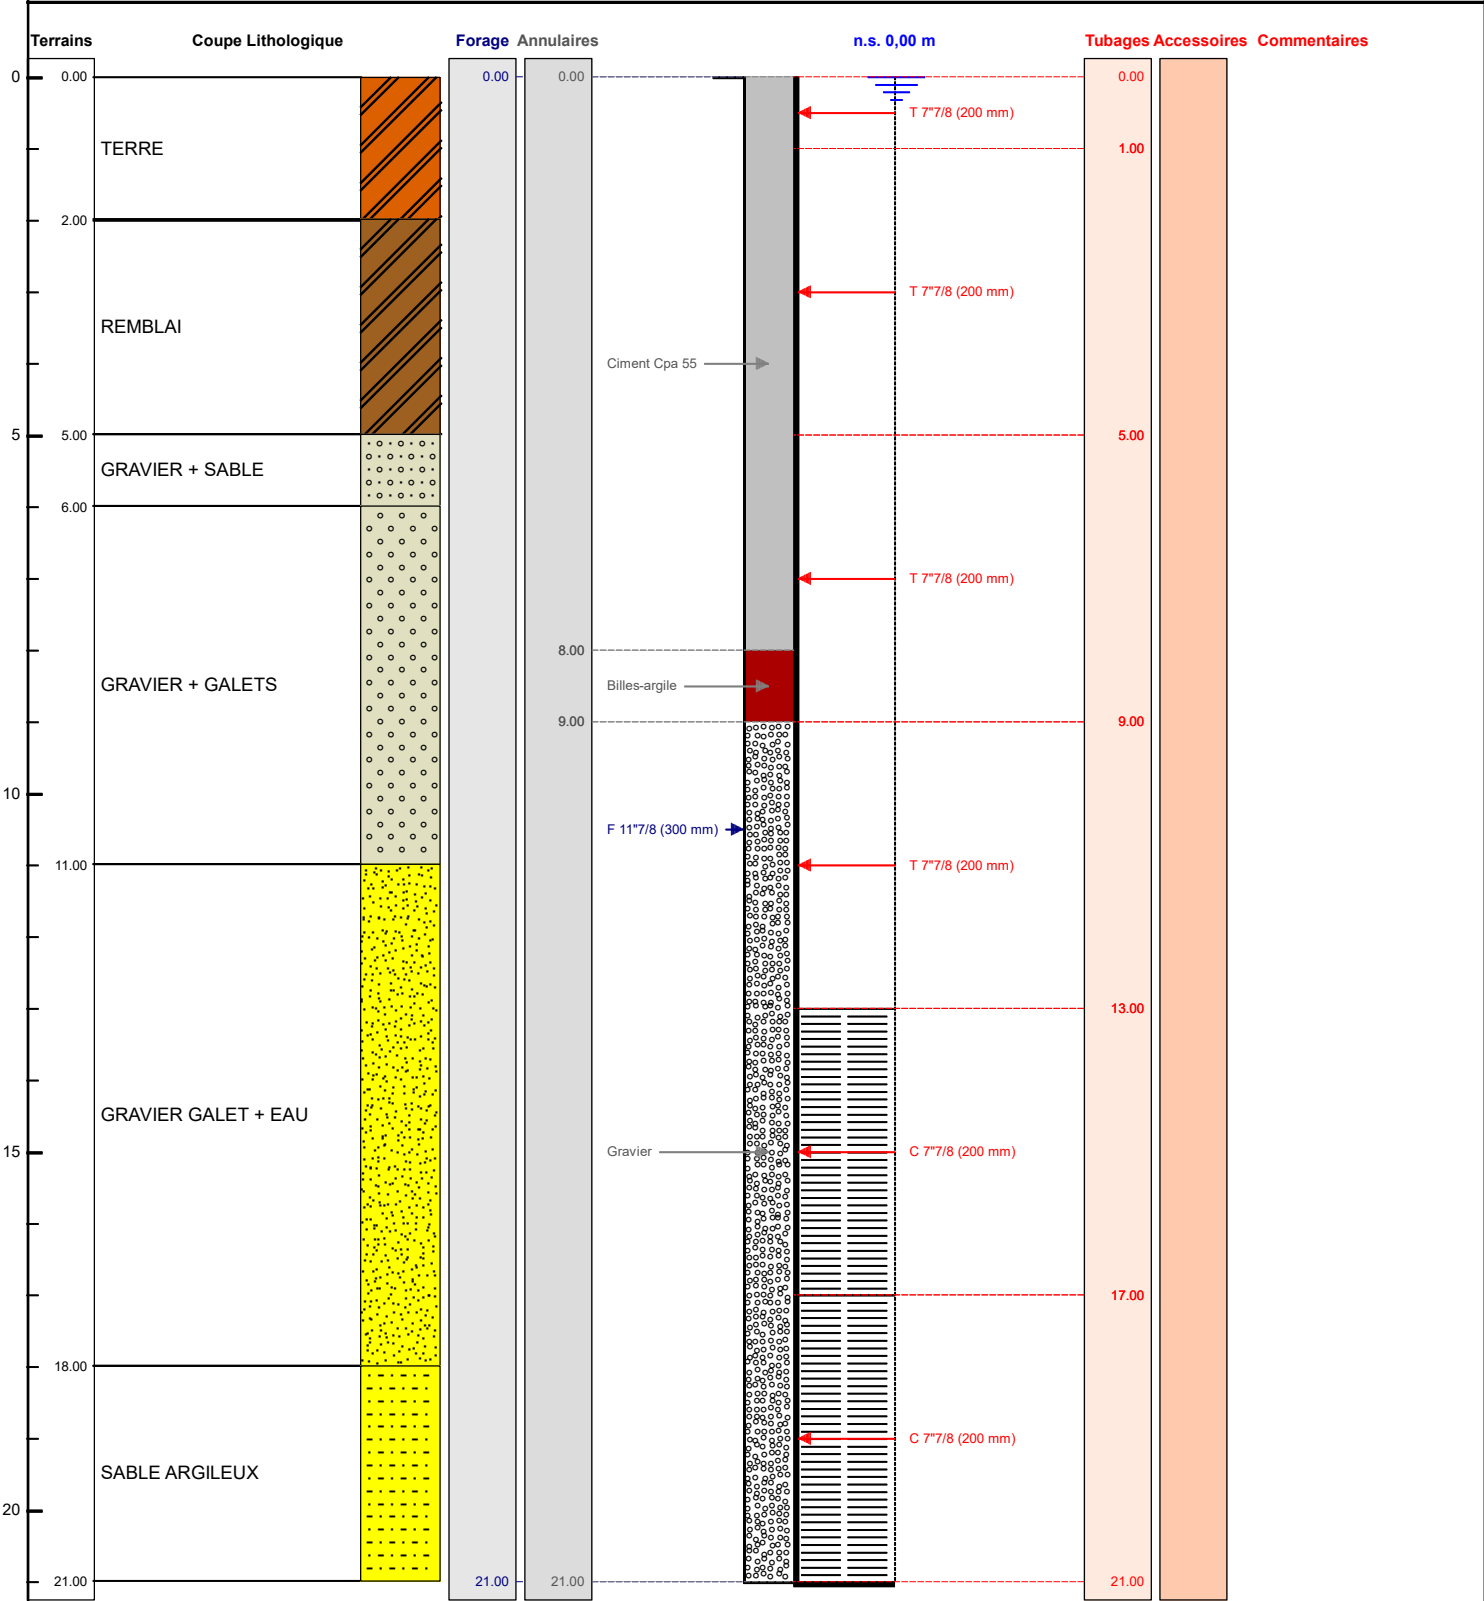 Terrains Coupe Lithologique Forage Annulaires n.s. 0,00 m Tubages Accessoires Commentaires
0 0.00 0.00 0.00 0.00
T 7"7/8 (200 mm)
TERRE 1.00
2.00
T 7"7/8 (200 mm)
REMBLAI
Ciment Cpa 55
5 5.00 5.00
GRAVIER + SABLE
6.00
T 7"7/8 (200 mm)
8.00
GRAVIER + GALETS Billes-argile
9.00 9.00
10
F 11"7/8 (300 mm)
11.00 T 7"7/8 (200 mm)
13.00
GRAVIER GALET + EAU
15 Gravier C 7"7/8 (200 mm)
17.00
18.00
C 7"7/8 (200 mm)
SABLE ARGILEUX
20
21.00 21.00 21.00 21.00